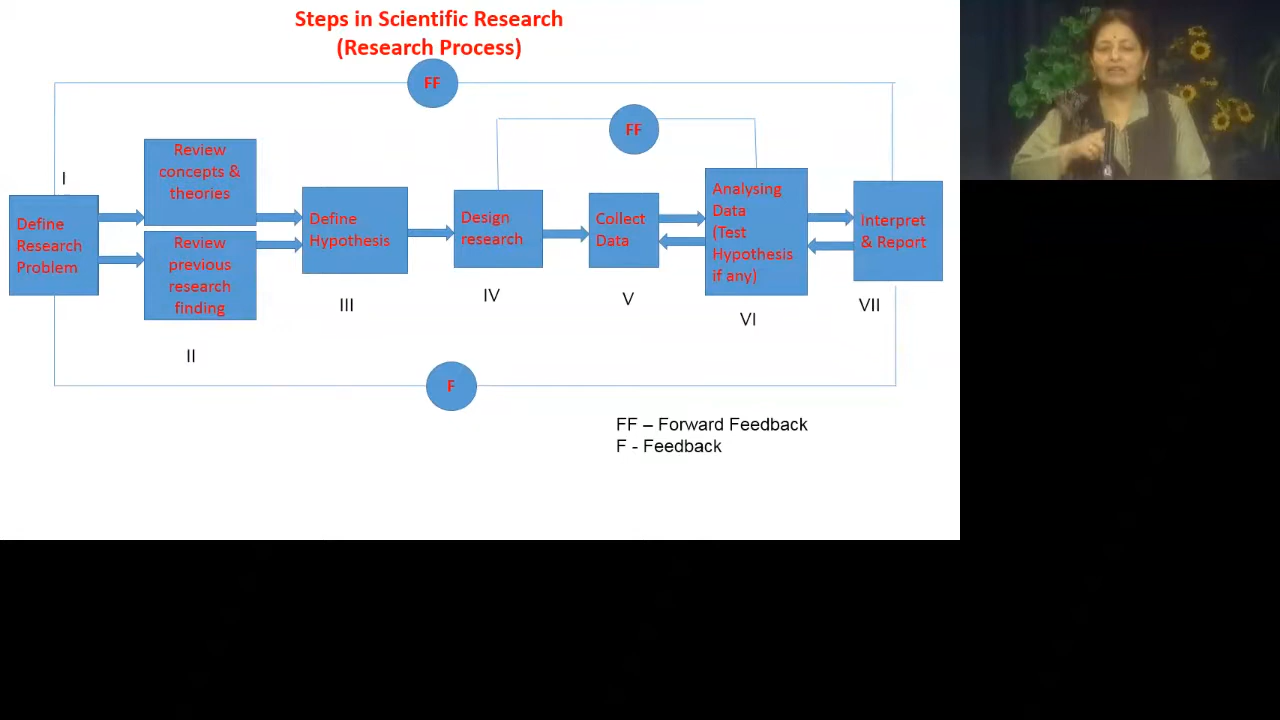 Steps in Scientific Research
(Research Process)
FF
FF
I
Define
Research
Problem
Review
concepts &
theories
Review
previous
research
finding
II
Define
Hypothesis
III
Design
research
IV
Collect
Data
V
Analysing
Data
(Test
Hypothesis
if any)
VI
Interpret
& Report
VII
F
FF – Forward Feedback
F - Feedback